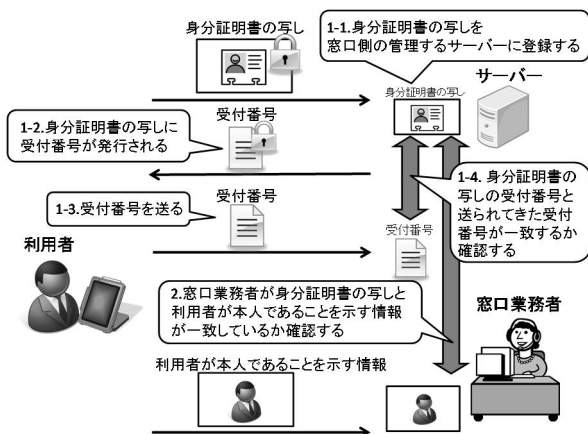 身分証明書の写し
1-1.身分証明書の写しを
窓口側の管理するサーバーに登録する
サーバー
身分証明書の写し
受付番号
1-2.身分証明書の写しに
受付番号が発行される
1-4. 身分証明書の
写しの受付番号と
送られてきた受付
番号が一致するか
確認する
受付番号
1-3.受付番号を送る
受付番号
利用者
2.窓口業務者が身分証明書の写しと
利用者が本人であることを示す情報
が一致しているか確認する
窓口業務者
利用者が本人であることを示す情報